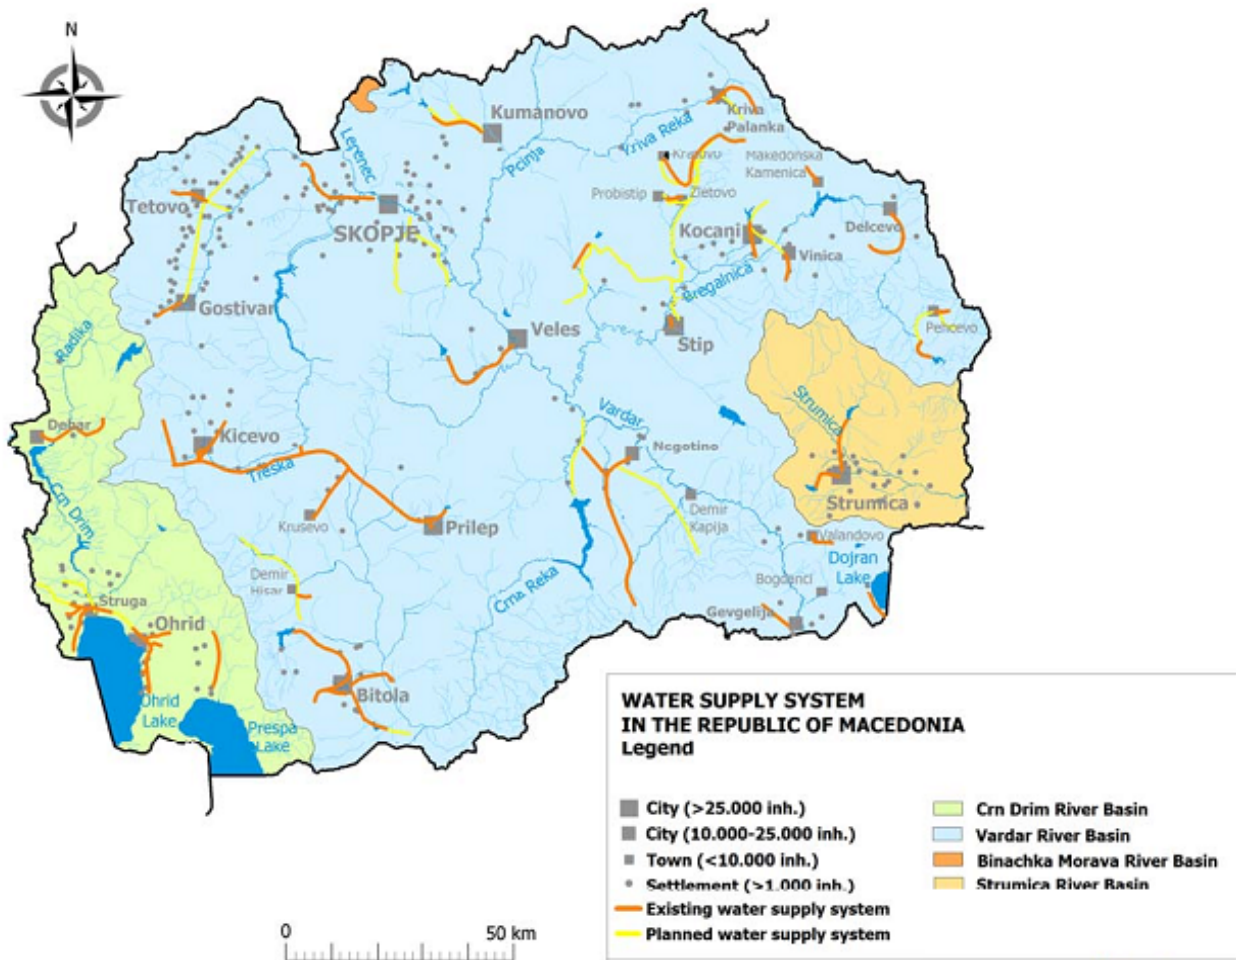 N
Kumanovo
Kriva
Palanka
Lepenec
Pcinja
Kriva Reka
Kratovo
Makedonska
Kamenica
Tetovo
Probistip
Zletovo
SKOPJE
Kocani
Delcevo
Vinica
Bregalnica
Gostivar
Veles
Stip
Pehcevo
Radika
Strumica
Vardar
Debar
Kicevo
Negotino
Treska
Crn Drim
Krusevo
Prilep
Demir
Kapija
Strumica
Valandovo
Dojran
Lake
Demir
Hisar
Crna Reka
Bogdanci
Struga
Gevgelija
Ohrid
Bitola
Ohrid
Lake
Prespa
Lake
WATER SUPPLY SYSTEM
IN THE REPUBLIC OF MACEDONIA
Legend
City (>25.000 inh.)
City (10.000-25.000 inh.)
Town (<10.000 inh.)
Settlement (>1.000 inh.)
Existing water supply system
Planned water supply system
Crn Drim River Basin
Vardar River Basin
Binachka Morava River Basin
Strumica River Basin
0 50 km